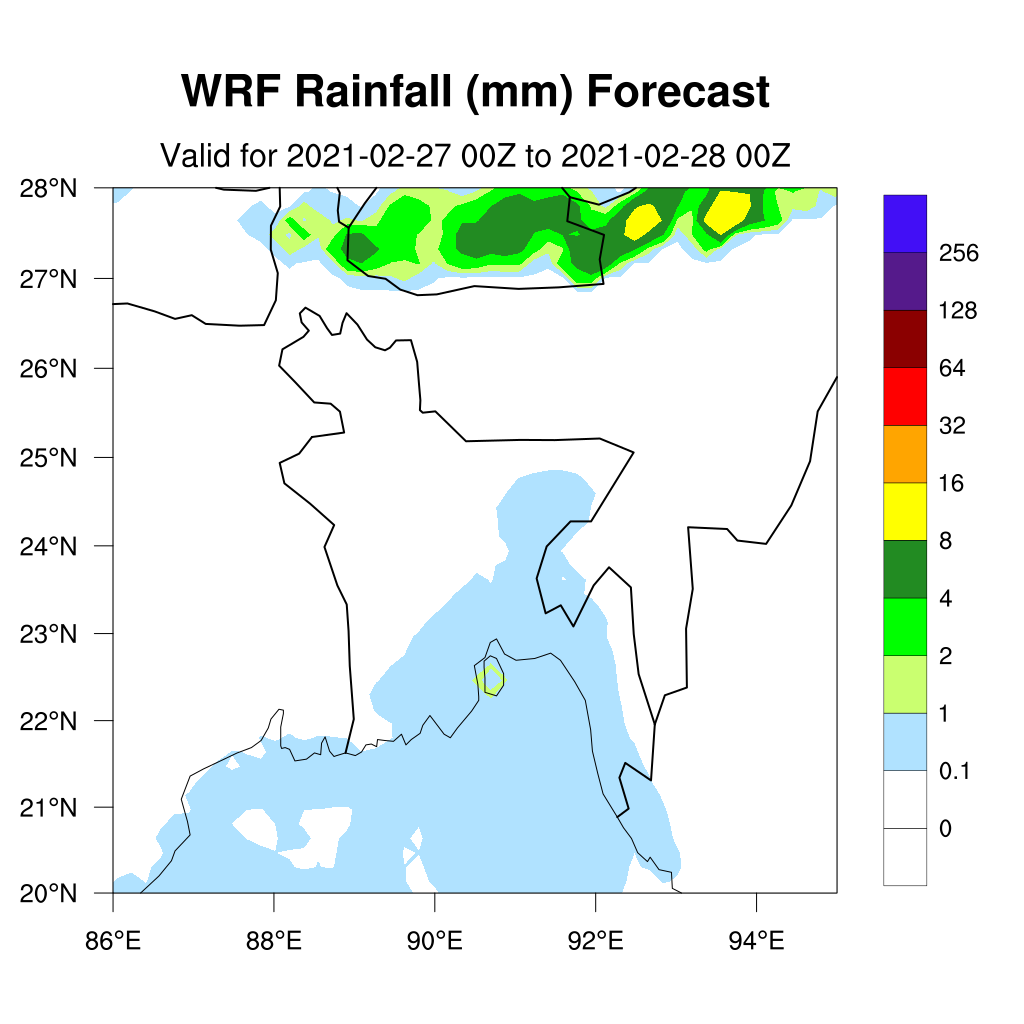 WRF Rainfall (mm) Forecast
Valid for 2021-02-27 00Z to 2021-02-28 00Z
28°N
27°N
26°N
25°N
24°N
23°N
22°N
21°N
20°N
86°E 88°E 90°E 92°E 94°E
256
128
64
32
16
8
4
2
1
0.1
0